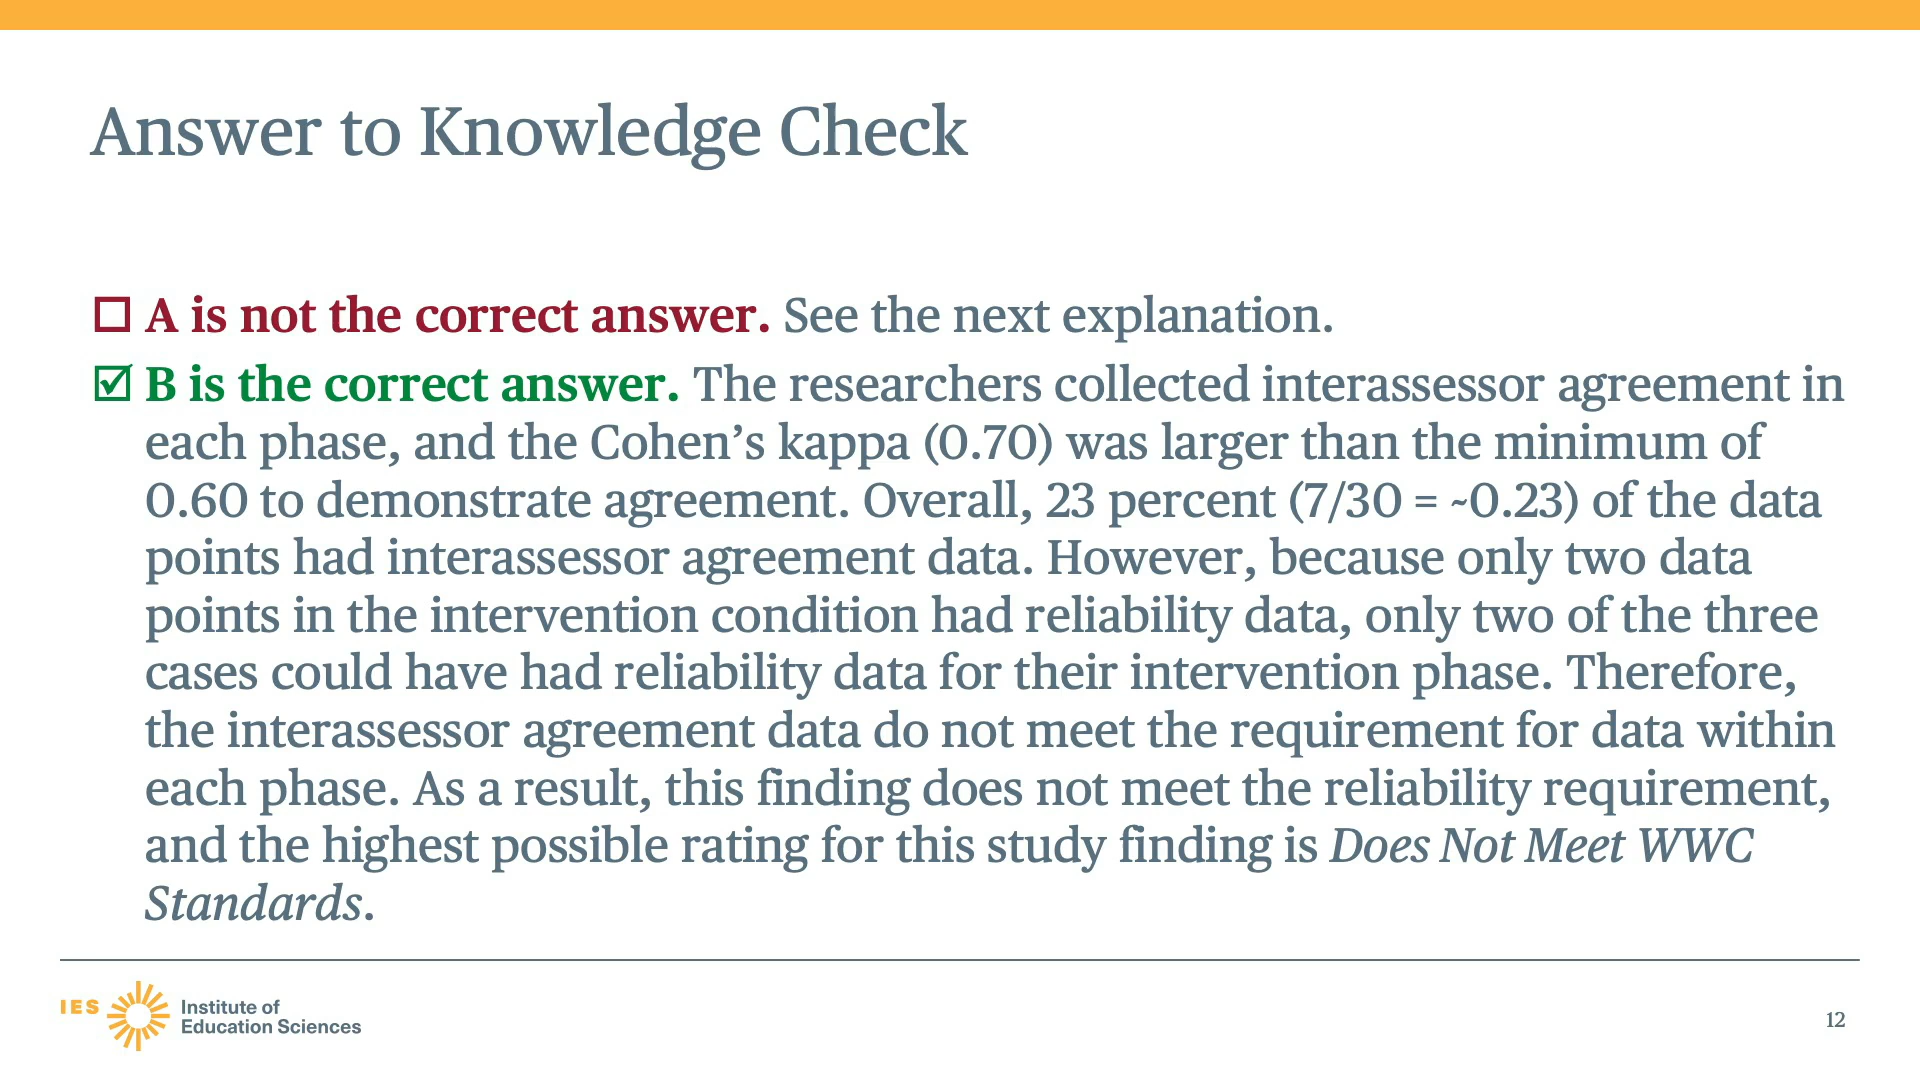 Answer to Knowledge Check
A is not the correct answer. See the next explanation.
B is the correct answer. The researchers collected interassessor agreement in
each phase, and the Cohen’s kappa (0.70) was larger than the minimum of
0.60 to demonstrate agreement. Overall, 23 percent (7/30 = ~0.23) of the data
points had interassessor agreement data. However, because only two data
points in the intervention condition had reliability data, only two of the three
cases could have had reliability data for their intervention phase. Therefore,
the interassessor agreement data do not meet the requirement for data within
each phase. As a result, this finding does not meet the reliability requirement,
and the highest possible rating for this study finding is Does Not Meet WWC
Standards.
IES
Institute of
Education Sciences
12